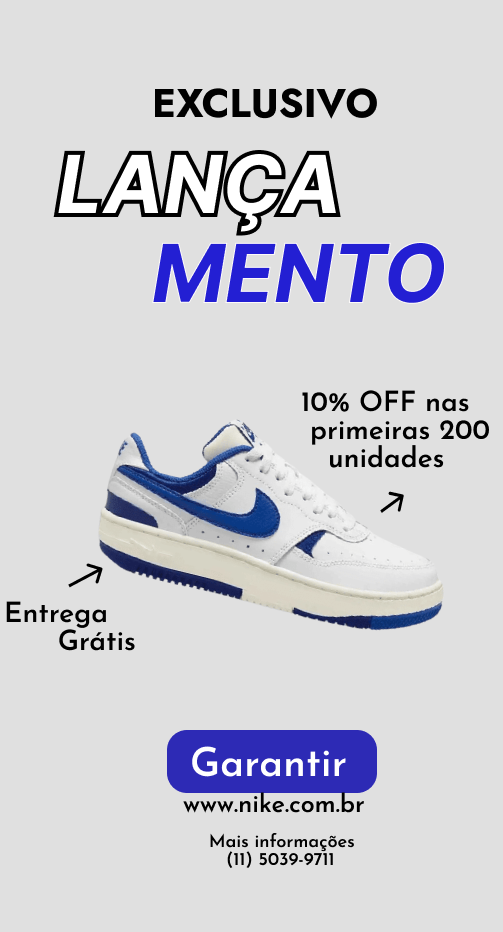 EXCLUSIVO
LANÇA
MENTO
10% OFF nas
primeiras 200
unidades
Entrega
Grátis
Garantir
www.nike.com.br
Mais informações
(11) 5039-9711